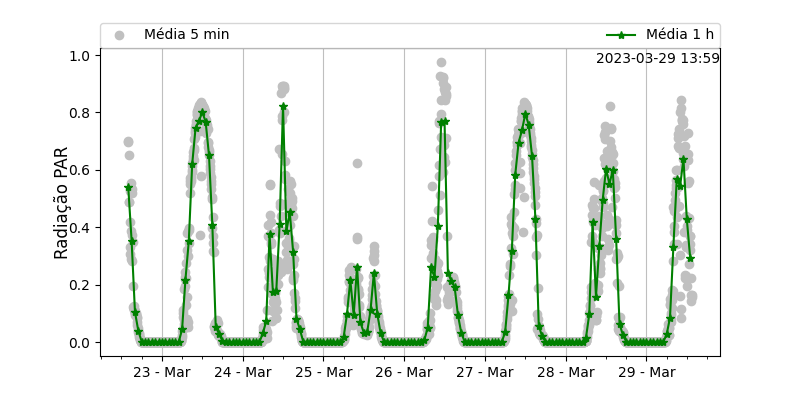 Média 5 min
Média 1 h
2023-03-29 13:59
Radiação PAR
1.0
0.8
0.6
0.4
0.2
0.0
23 - Mar
24 - Mar
25 - Mar
26 - Mar
27 - Mar
28 - Mar
29 - Mar